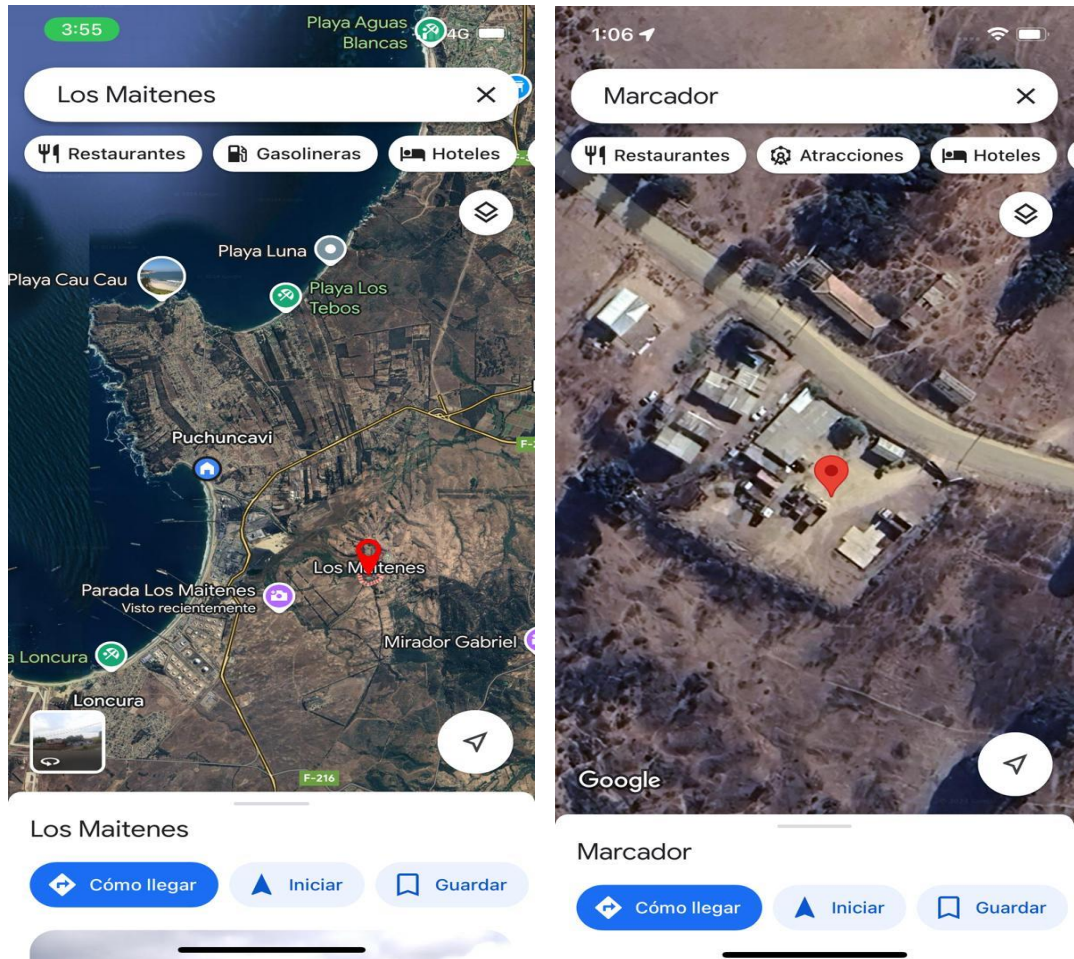 3:55
Playa Aguas
Blancas
4G
Los Maitenes
Restaurantes
Gasolineras
Hoteles
Playa Luna
Playa Cau Cau
Playa Los
Tebos
Puchuncavi
Los Maitenes
Parada Los Maitenes
Visto recientemente
Mirador Gabriel
a Loncura
Loncura
F-216
Los Maitenes
Cómo llegar
Iniciar
Guardar
1:06
Marcador
Restaurantes
Atracciones
Hoteles
Google
Marcador
Cómo llegar
Iniciar
Guardar